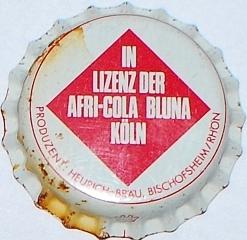 IN
LIZENZ DER
AFRI-COLA BLUNA
KÖLN
PRODUZENT: HEURICH-BRÄU, BISCHOFSHEIM/RHÖN